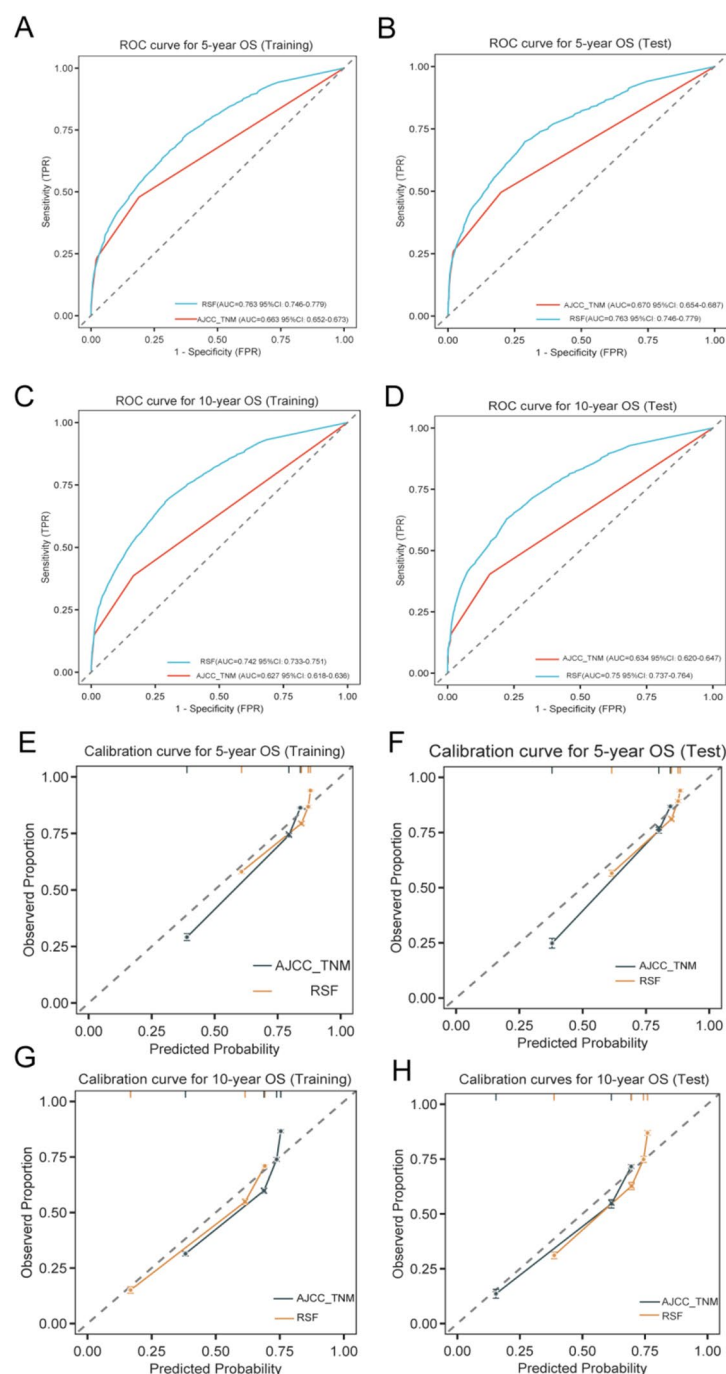 A
ROC curve for 5-year OS (Training)
1.00
0.75
0.50
0.25
0.00
Sensitivity (TPR)
RSF(AUC=0.763 95%CI: 0.746-0.779)
AJCC_TNM (AUC=0.663 95%CI: 0.652-0.673)
0.00 0.25 0.50 0.75 1.00
1 - Specificity (FPR)
B
ROC curve for 5-year OS (Test)
1.00
0.75
0.50
0.25
0.00
Sensitivity (TPR)
AJCC_TNM (AUC=0.670 95%CI: 0.654-0.687)
RSF(AUC=0.763 95%CI: 0.746-0.779)
0.00 0.25 0.50 0.75 1.00
1 - Specificity (FPR)
C
ROC curve for 10-year OS (Training)
1.00
0.75
0.50
0.25
0.00
Sensitivity (TPR)
RSF(AUC=0.742 95%CI: 0.733-0.751)
AJCC_TNM (AUC=0.627 95%CI: 0.618-0.636)
0.00 0.25 0.50 0.75 1.00
1 - Specificity (FPR)
D
ROC curve for 10-year OS (Test)
1.00
0.75
0.50
0.25
0.00
Sensitivity (TPR)
AJCC_TNM (AUC=0.634 95%CI: 0.620-0.647)
RSF(AUC=0.75 95%CI: 0.737-0.764)
0.00 0.25 0.50 0.75 1.00
1 - Specificity (FPR)
E
Calibration curve for 5-year OS (Training)
1.00
0.75
0.50
0.25
0.00
Observerd Proportion
AJCC_TNM
RSF
0.00 0.25 0.50 0.75 1.00
Predicted Probability
F
Calibration curve for 5-year OS (Test)
1.00
0.75
0.50
0.25
0.00
Observerd Proportion
AJCC_TNM
RSF
0.00 0.25 0.50 0.75 1.00
Predicted Probability
G
Calibration curve for 10-year OS (Training)
1.00
0.75
0.50
0.25
0.00
Observerd Proportion
AJCC_TNM
RSF
0.00 0.25 0.50 0.75 1.00
Predicted Probability
H
Calibration curves for 10-year OS (Test)
1.00
0.75
0.50
0.25
0.00
Observerd Proportion
AJCC_TNM
RSF
0.00 0.25 0.50 0.75 1.00
Predicted Probability